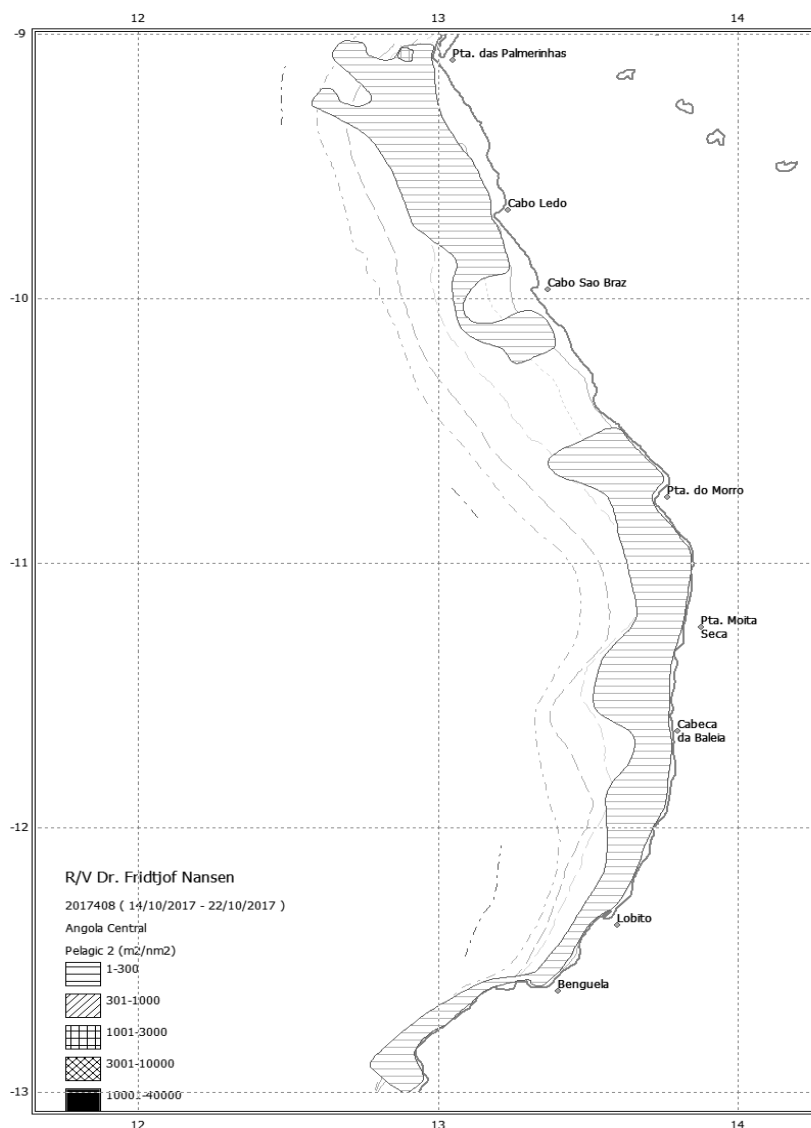 12 13 14
-9
Pta. das Palmerinhas
Cabo Ledo
Cabo Sao Braz
-10
Pta. do Morro
-11
Pta. Moita
Seca
Cabeca
da Baleia
-12
R/V Dr. Fridtjof Nansen
2017408 ( 14/10/2017 - 22/10/2017 )
Angola Central
Pelagic 2 (m2/nm2)
1-300
301-1000
1001-3000
3001-10000
10001-40000
Lobito
Benguela
-13
12 13 14